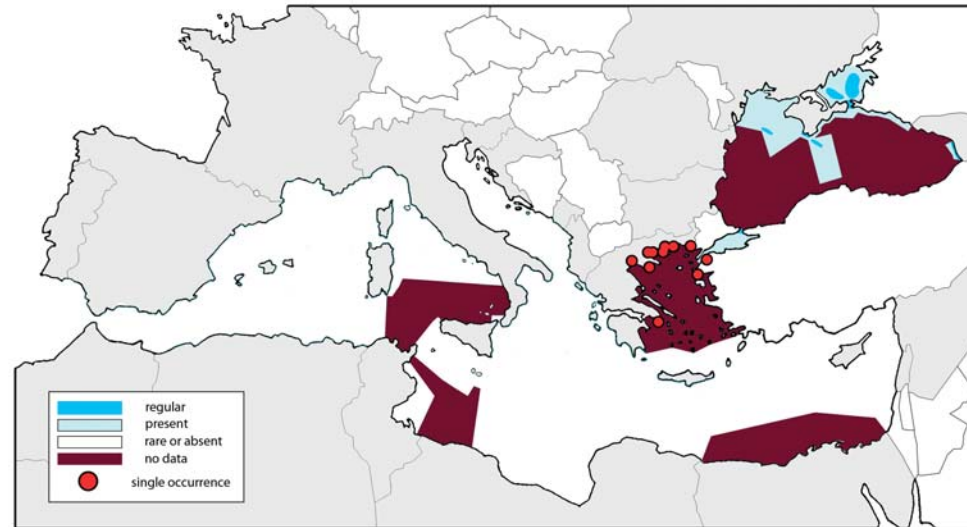 regular
present
rare or absent
no data
single occurrence